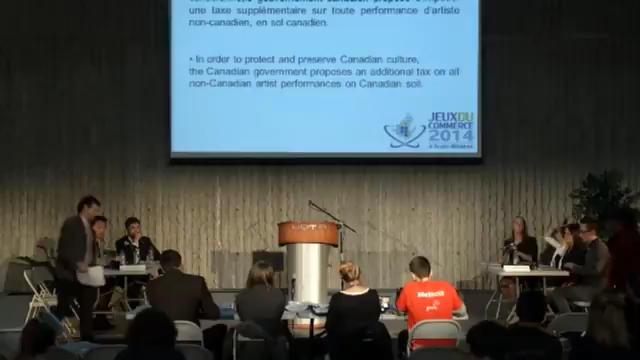 une taxe supplémentaire sur toute performance d'artiste
non-canadien, en sol canadien.
• In order to protect and preserve Canadian culture,
the Canadian government proposes an additional tax on all
non-Canadian artist performances on Canadian soil.
JEUX DU
COMMERCE
2014